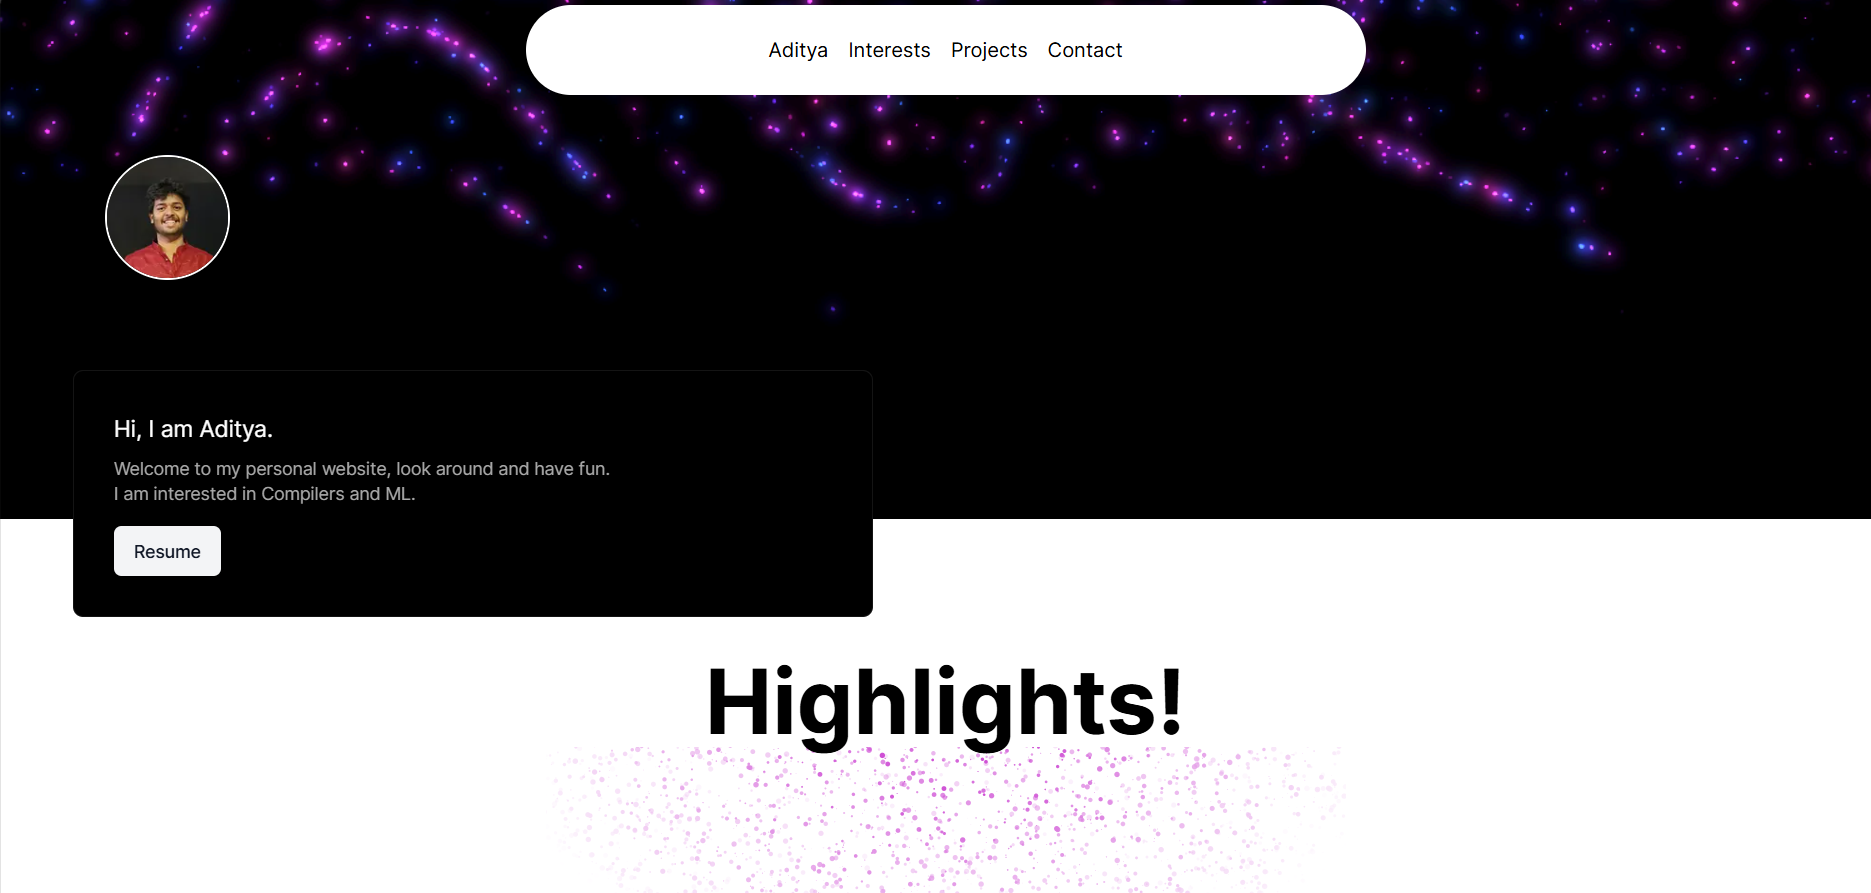 Aditya Interests Projects Contact
Hi, I am Aditya.
Welcome to my personal website, look around and have fun.
I am interested in Compilers and ML.
Resume
Highlights!